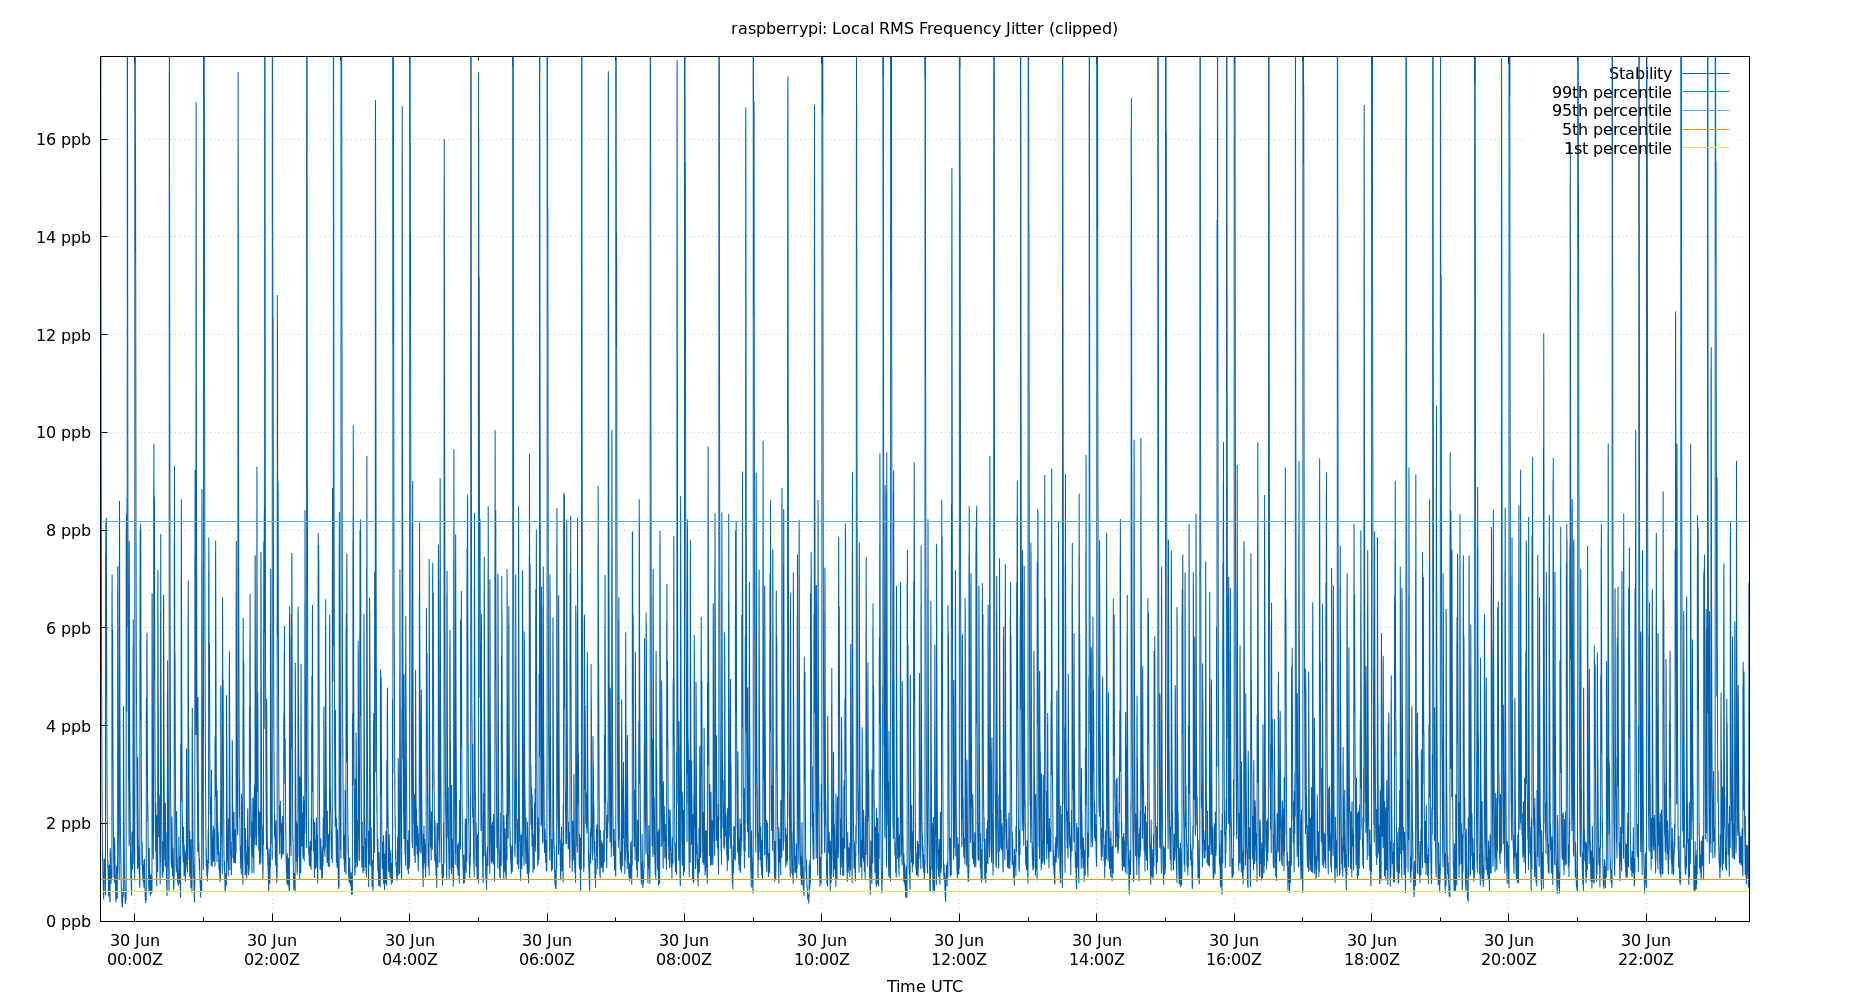 raspberrypi: Local RMS Frequency Jitter (clipped)
Stability
99th percentile
95th percentile
5th percentile
1st percentile
16 ppb
14 ppb
12 ppb
10 ppb
8 ppb
6 ppb
4 ppb
2 ppb
0 ppb
30 Jun 30 Jun 30 Jun 30 Jun 30 Jun 30 Jun 30 Jun 30 Jun 30 Jun 30 Jun 30 Jun 30 Jun
00:00Z 02:00Z 04:00Z 06:00Z 08:00Z 10:00Z 12:00Z 14:00Z 16:00Z 18:00Z 20:00Z 22:00Z
Time UTC